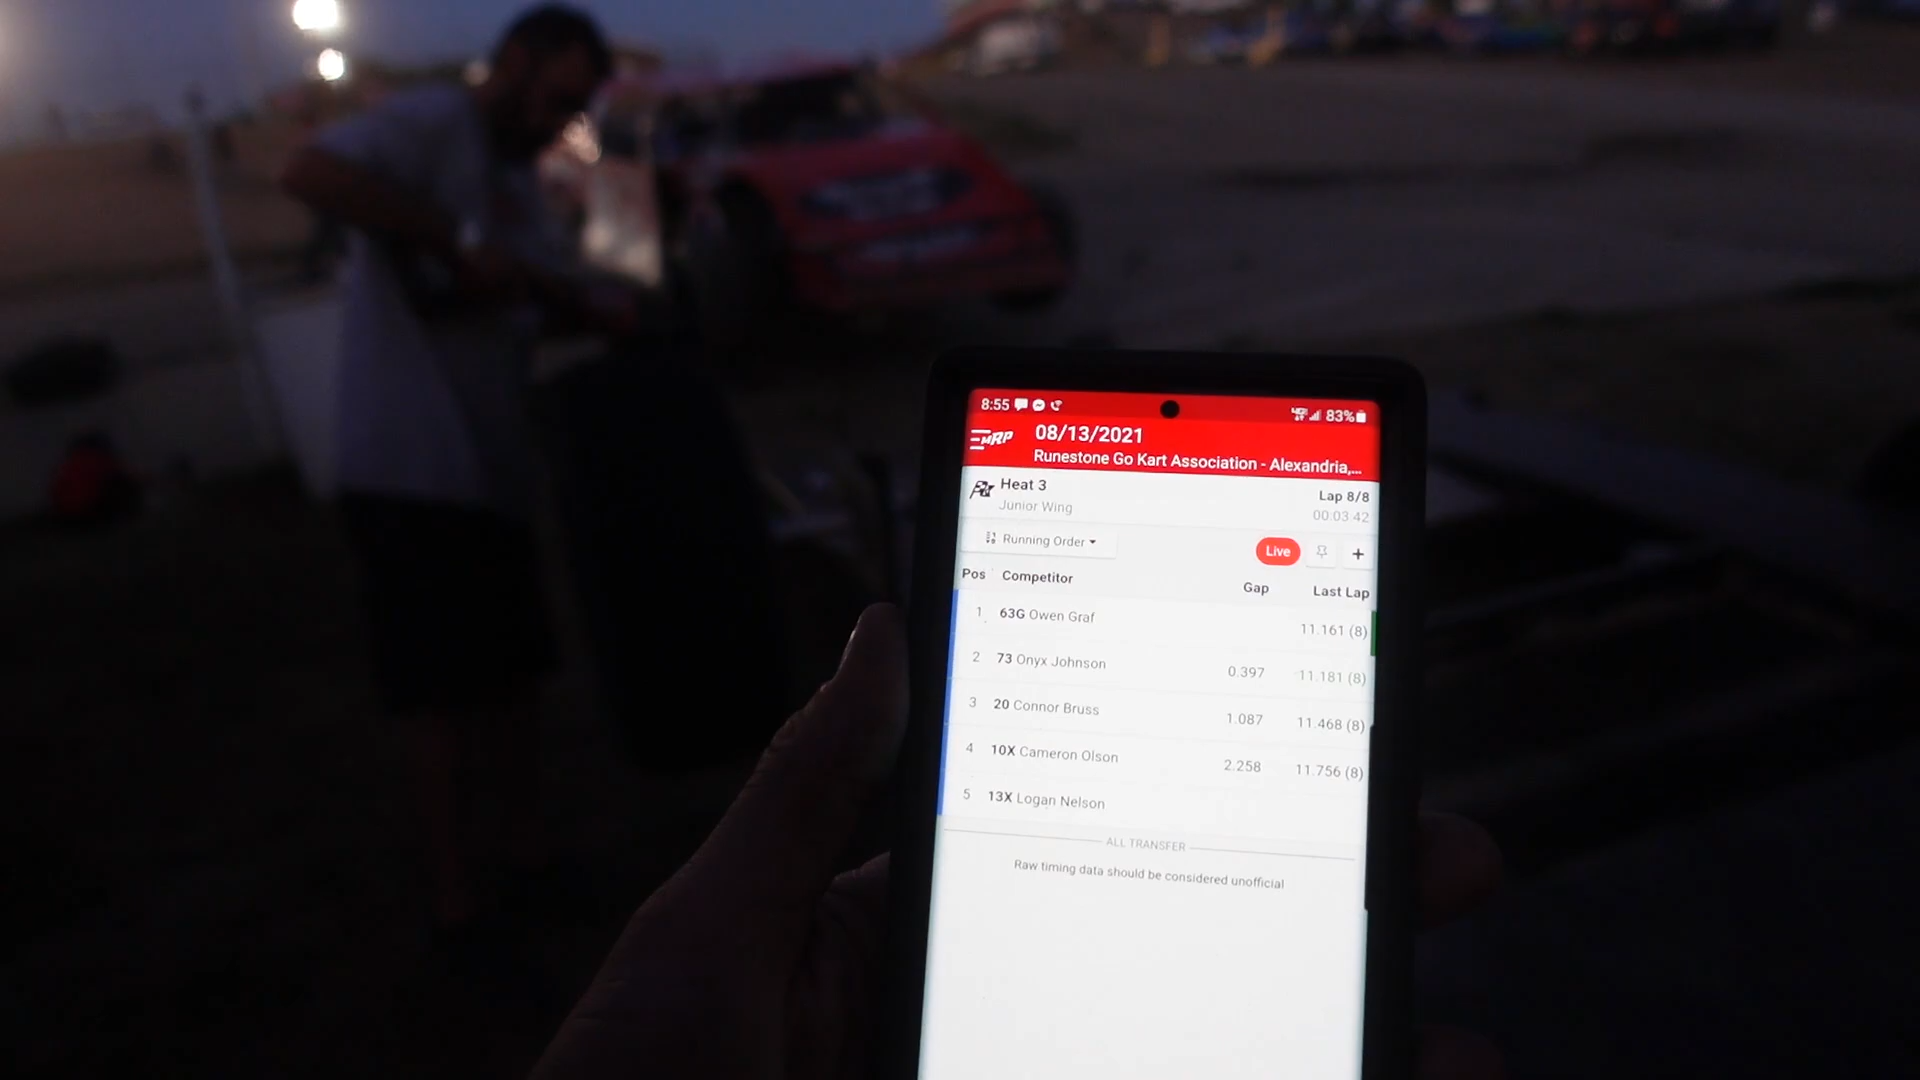 8:55 83%
MRP 08/13/2021
Runestone Go Kart Association - Alexandria,...
Heat 3 Lap 8/8
Junior Wing 00:03 42
Running Order Live +
Pos Competitor Gap Last Lap
1 63G Owen Graf 11.161 (8)
2 73 Onyx Johnson 0.397 11.181 (8)
3 20 Connor Bruss 1.087 11.468 (8)
4 10X Cameron Olson 2.258 11.756 (8)
5 13X Logan Nelson
ALL TRANSFER
Raw timing data should be considered unofficial